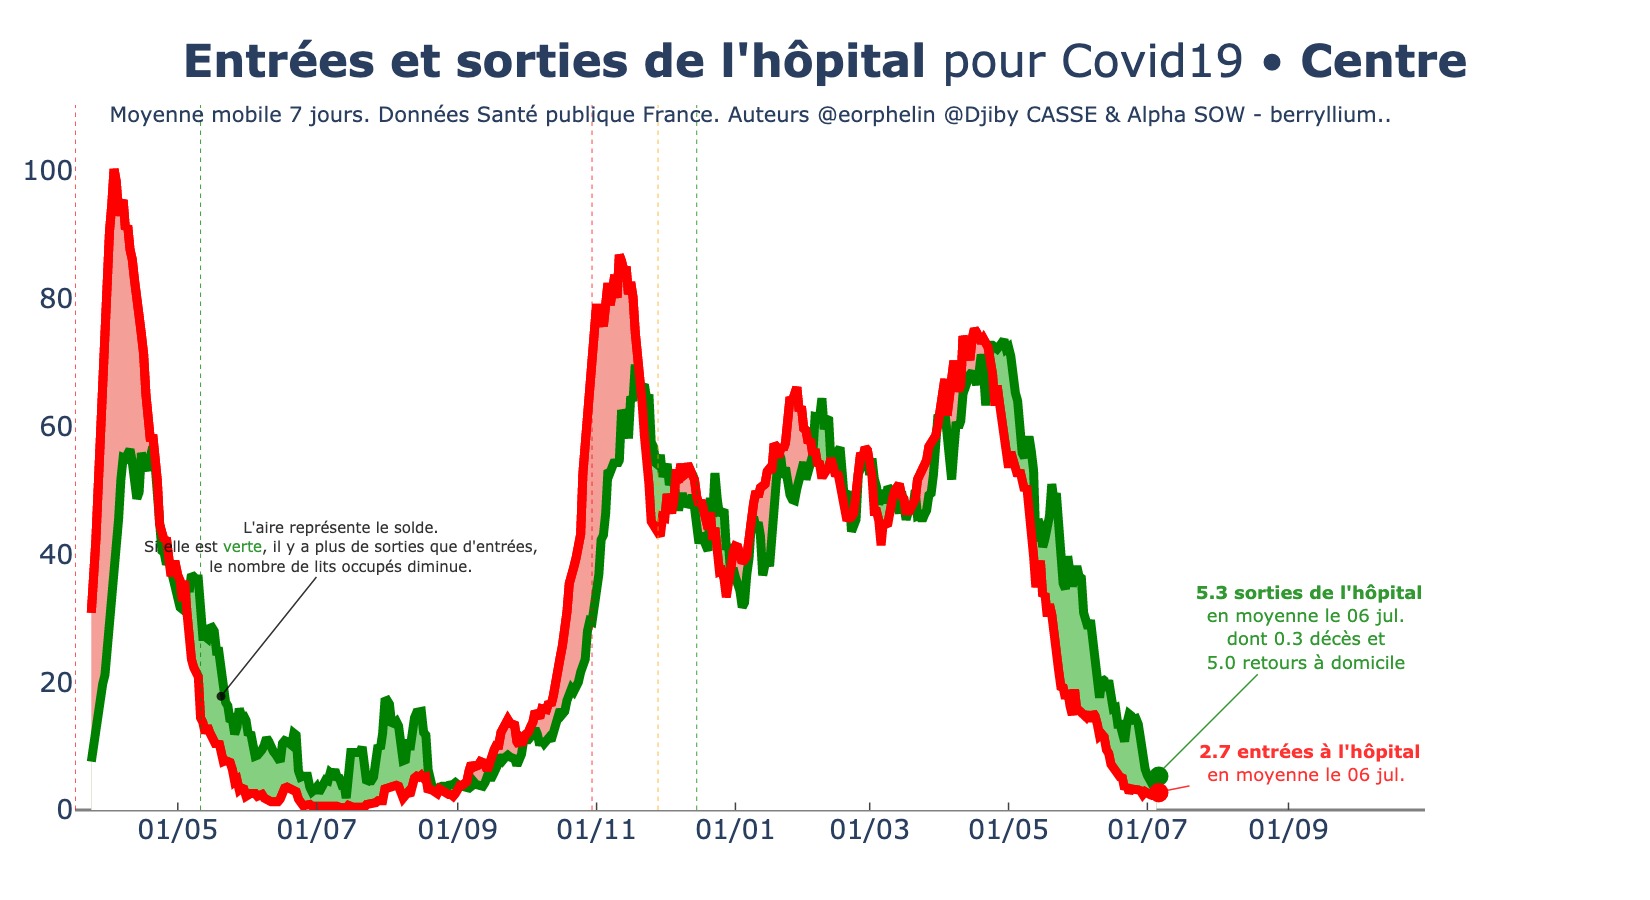 Entrées et sorties de l'hôpital pour Covid19 • Centre
Moyenne mobile 7 jours. Données Santé publique France. Auteurs @eorphelin @Djiby CASSE & Alpha SOW - berryllium..
100
80
60
40
20
0
L'aire représente le solde.
Si elle est verte, il y a plus de sorties que d'entrées,
le nombre de lits occupés diminue.
5.3 sorties de l'hôpital
en moyenne le 06 jul.
dont 0.3 décès et
5.0 retours à domicile
2.7 entrées à l'hôpital
en moyenne le 06 jul.
01/05 01/07 01/09 01/11 01/01 01/03 01/05 01/07 01/09